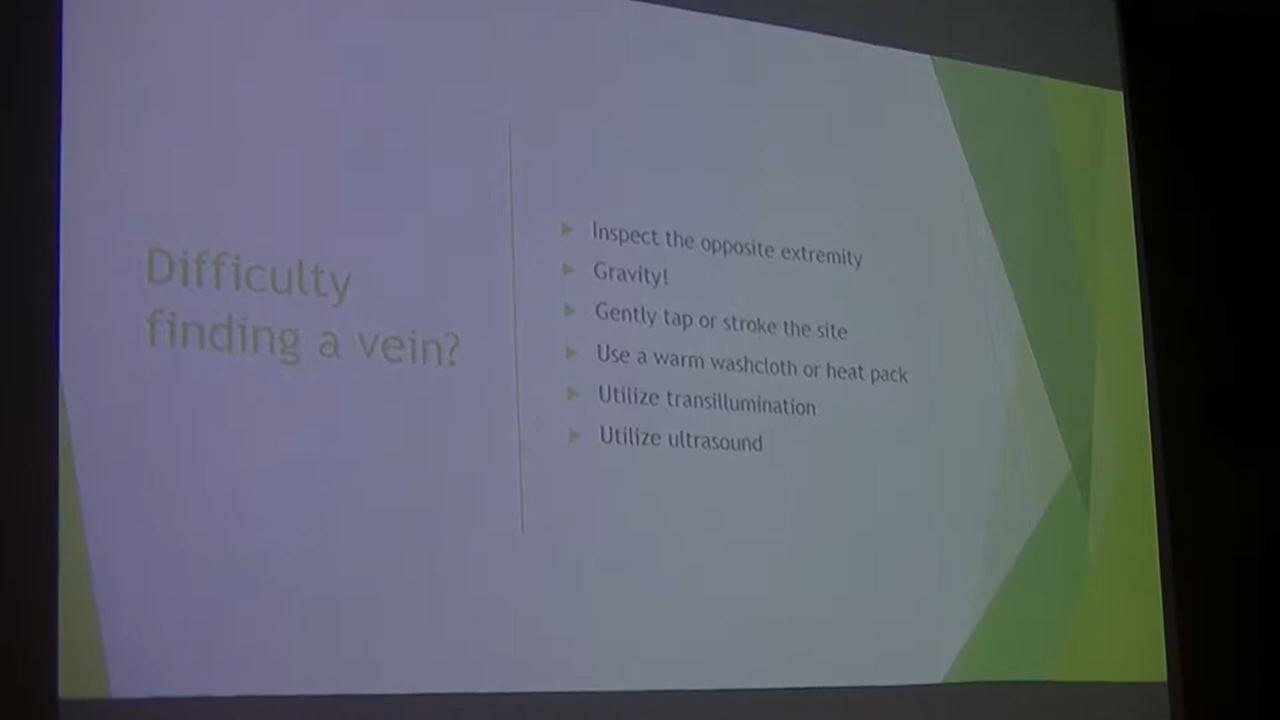 Difficulty
finding a vein?
Inspect the opposite extremity
Gravity!
Gently tap or stroke the site
Use a warm washcloth or heat pack
Utilize transillumination
Utilize ultrasound